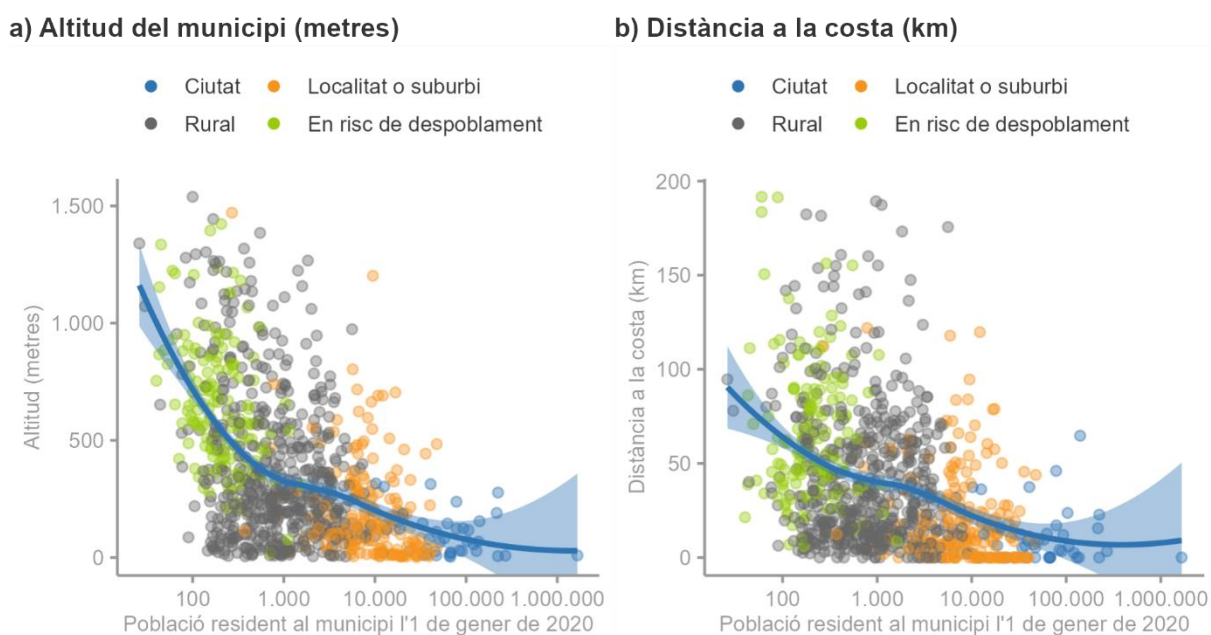 a) Altitud del municipi (metres)
Ciutat
Localitat o suburbi
Rural
En risc de despoblament
1.500
1.000
500
0
Altitud (metres)
100
1.000
10.000
100.000
1.000.000
Població resident al municipi l'1 de gener de 2020
b) Distància a la costa (km)
Ciutat
Localitat o suburbi
Rural
En risc de despoblament
200
150
100
50
0
Distància a la costa (km)
100
1.000
10.000
100.000
1.000.000
Població resident al municipi l'1 de gener de 2020